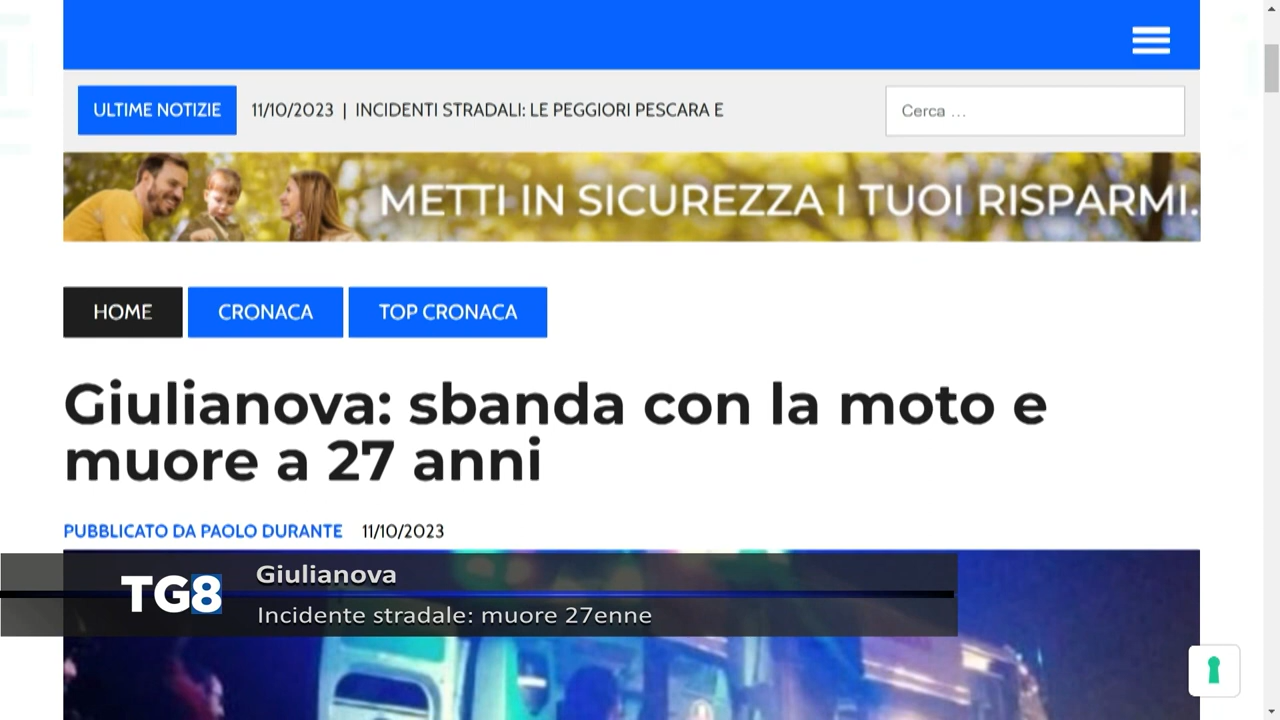 ULTIME NOTIZIE 11/10/2023 | INCIDENTI STRADALI: LE PEGGIORI PESCARA E
Cerca …
METTI IN SICUREZZA I TUOI RISPARMI.
HOME CRONACA TOP CRONACA
Giulianova: sbanda con la moto e
muore a 27 anni
PUBBLICATO DA PAOLO DURANTE 11/10/2023
TG8
Giulianova
Incidente stradale: muore 27enne